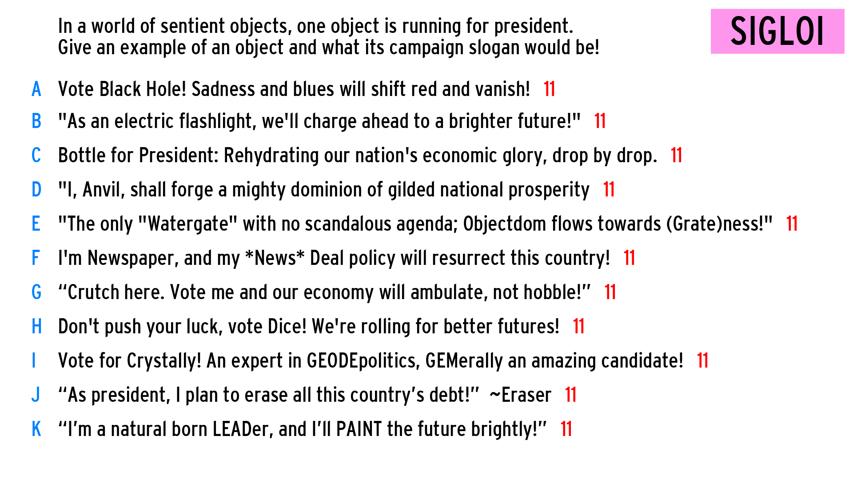 In a world of sentient objects, one object is running for president.
Give an example of an object and what its campaign slogan would be!
SIGLOI
A Vote Black Hole! Sadness and blues will shift red and vanish! 11
B "As an electric flashlight, we'll charge ahead to a brighter future!" 11
C Bottle for President: Rehydrating our nation's economic glory, drop by drop. 11
D "I, Anvil, shall forge a mighty dominion of gilded national prosperity 11
E "The only "Watergate" with no scandalous agenda; Objectdom flows towards (Grate)ness!" 11
F I'm Newspaper, and my *News* Deal policy will resurrect this country! 11
G “Crutch here. Vote me and our economy will ambulate, not hobble!” 11
H Don't push your luck, vote Dice! We're rolling for better futures! 11
I Vote for Crystally! An expert in GEODEpolitics, GEMerally an amazing candidate! 11
J “As president, I plan to erase all this country’s debt!” ~Eraser 11
K “I’m a natural born LEADer, and I’ll PAINT the future brightly!” 11